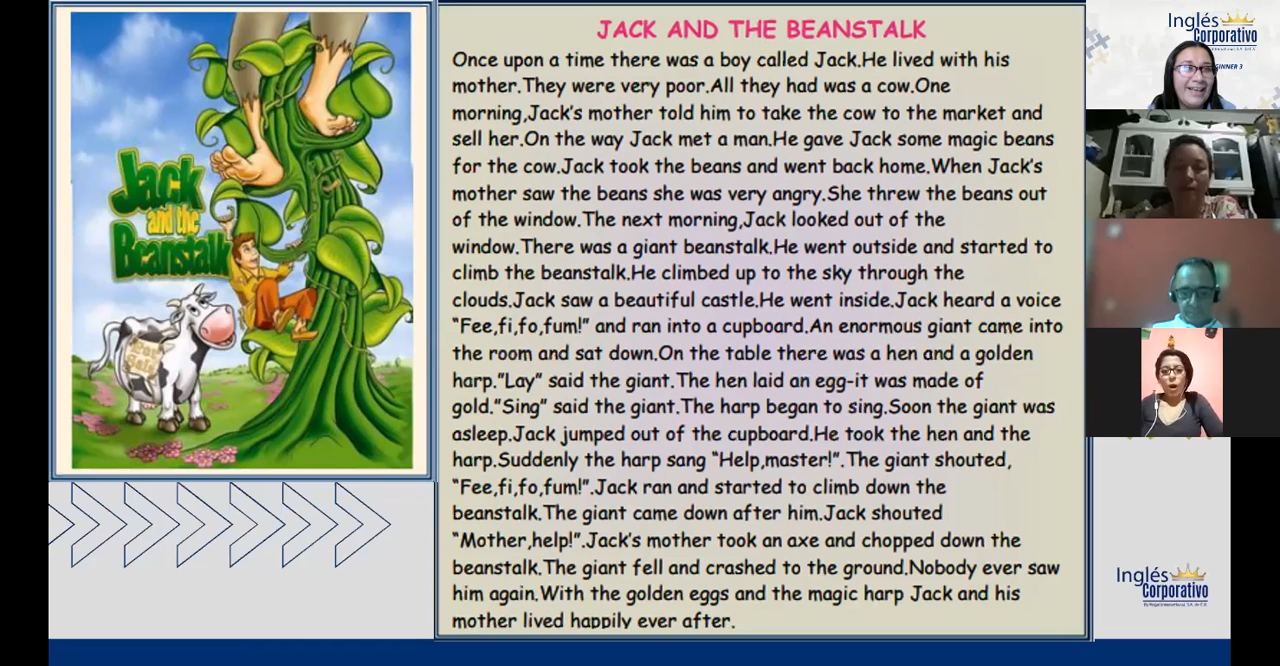 Jack
and the
Beanstalk
FOR
SALE
JACK AND THE BEANSTALK
Once upon a time there was a boy called Jack.He lived with his
mother.They were very poor.All they had was a cow.One
morning,Jack's mother told him to take the cow to the market and
sell her.On the way Jack met a man.He gave Jack some magic beans
for the cow.Jack took the beans and went back home.When Jack's
mother saw the beans she was very angry.She threw the beans out
of the window.The next morning,Jack looked out of the
window.There was a giant beanstalk.He went outside and started to
climb the beanstalk.He climbed up to the sky through the
clouds.Jack saw a beautiful castle.He went inside.Jack heard a voice
“Fee,fi,fo,fum!” and ran into a cupboard.An enormous giant came into
the room and sat down.On the table there was a hen and a golden
harp.”Lay” said the giant.The hen laid an egg-it was made of
gold.”Sing” said the giant.The harp began to sing.Soon the giant was
asleep.Jack jumped out of the cupboard.He took the hen and the
harp.Suddenly the harp sang “Help,master!”.The giant shouted,
“Fee,fi,fo,fum!”.Jack ran and started to climb down the
beanstalk.The giant came down after him.Jack shouted
“Mother,help!”.Jack's mother took an axe and chopped down the
beanstalk.The giant fell and crashed to the ground.Nobody ever saw
him again.With the golden eggs and the magic harp Jack and his
mother lived happily ever after.
Inglés
Corporativo
Inglés
Corporativo